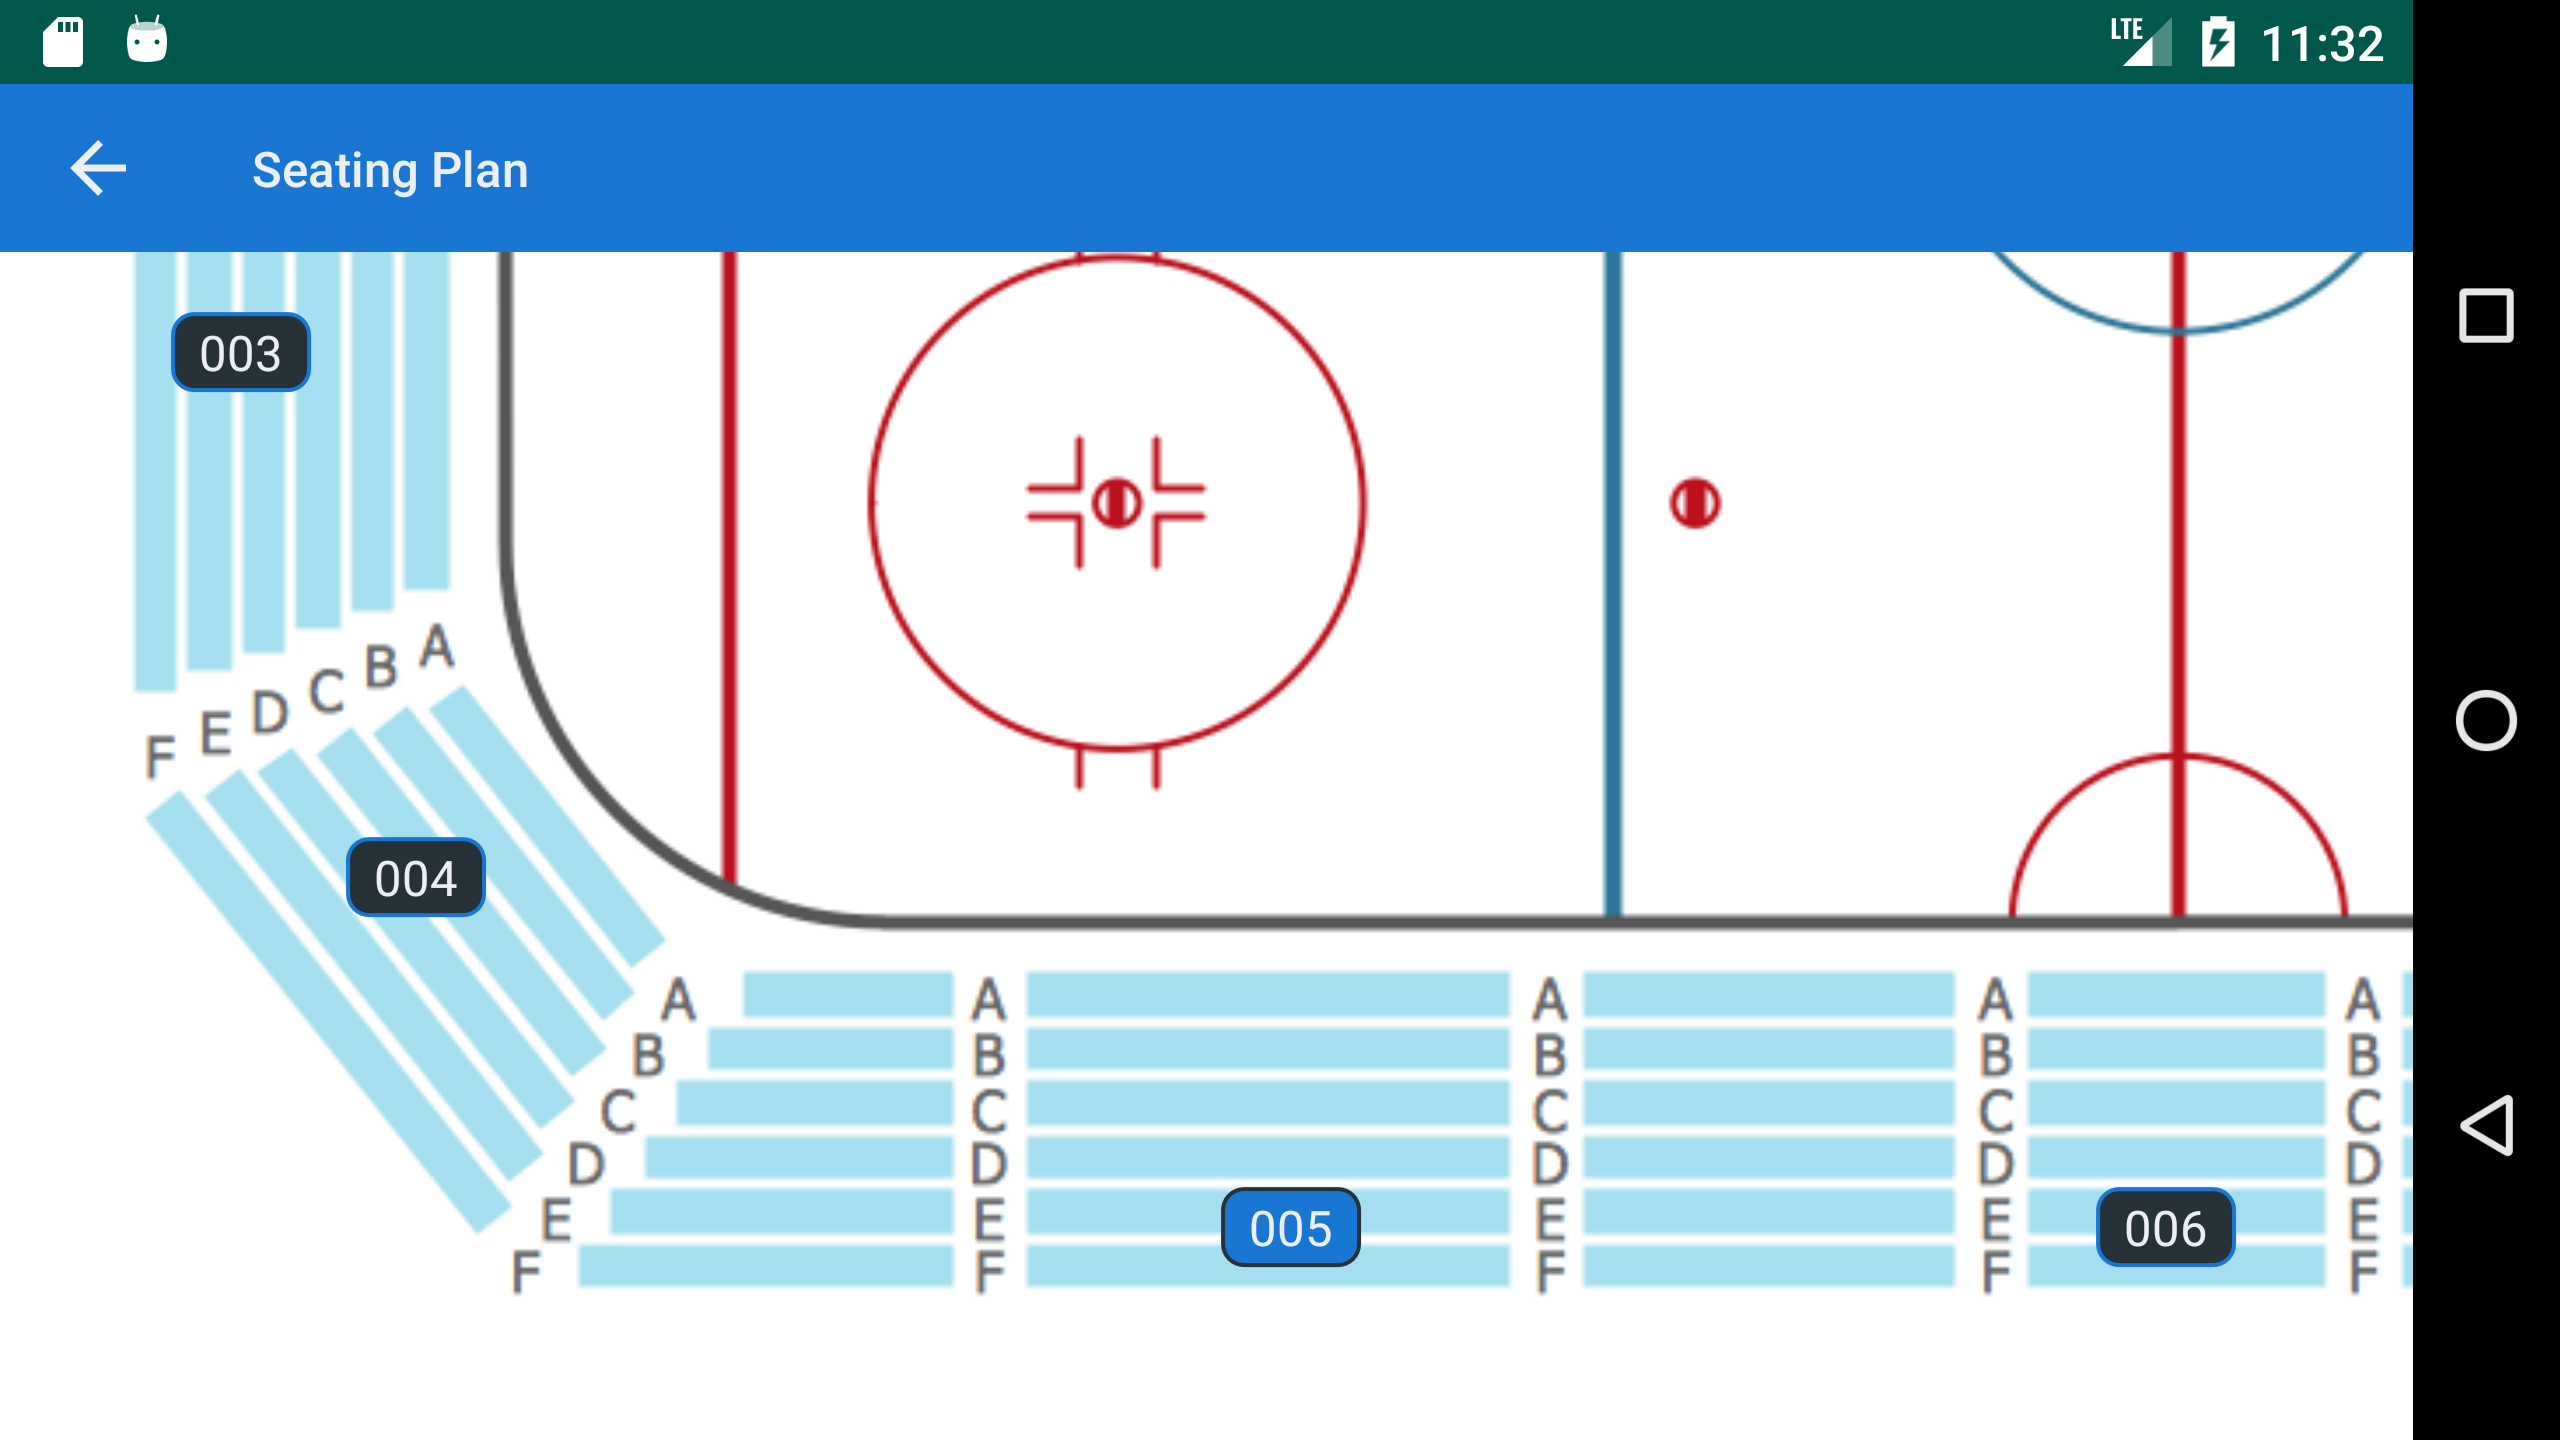 LTE 11:32
Seating Plan
003
F E D C B A
004
A A A A A
B B B B B
C C C C C
D D D D D
E E E E E
005 006
F F F F F